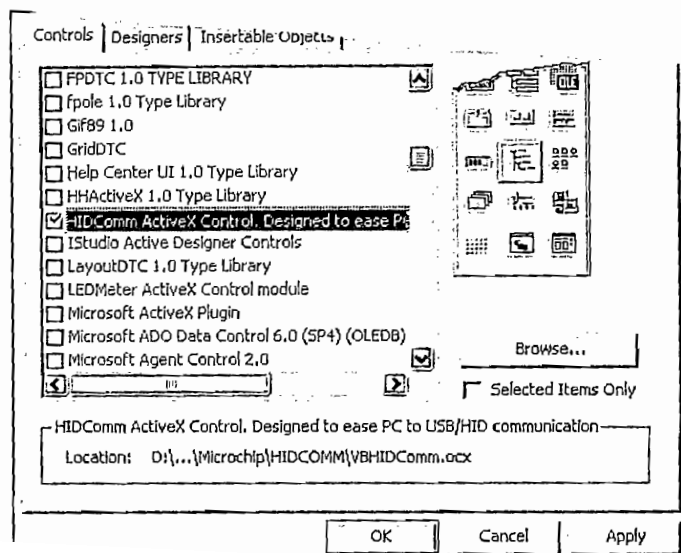 Controls Designers Insertable Objects
FPDTC 1.0 TYPE LIBRARY
fpole 1.0 Type Library
Gif89 1.0
GridDTC
Help Center UI 1.0 Type Library
HHActiveX 1.0 Type Library
HIDComm ActiveX Control. Designed to ease PC
IStudio Active Designer Controls
LayoutDTC 1.0 Type Library
LEDMeter ActiveX Control module
Microsoft ActiveX Plugin
Microsoft ADO Data Control 6.0 (SP4) (OLEDB)
Microsoft Agent Control 2.0
Browse...
Selected Items Only
HIDComm ActiveX Control. Designed to ease PC to USB/HID communication
Location: D:\...\Microchip\HIDCOMM\VBHIDComm.ocx
OK Cancel Apply